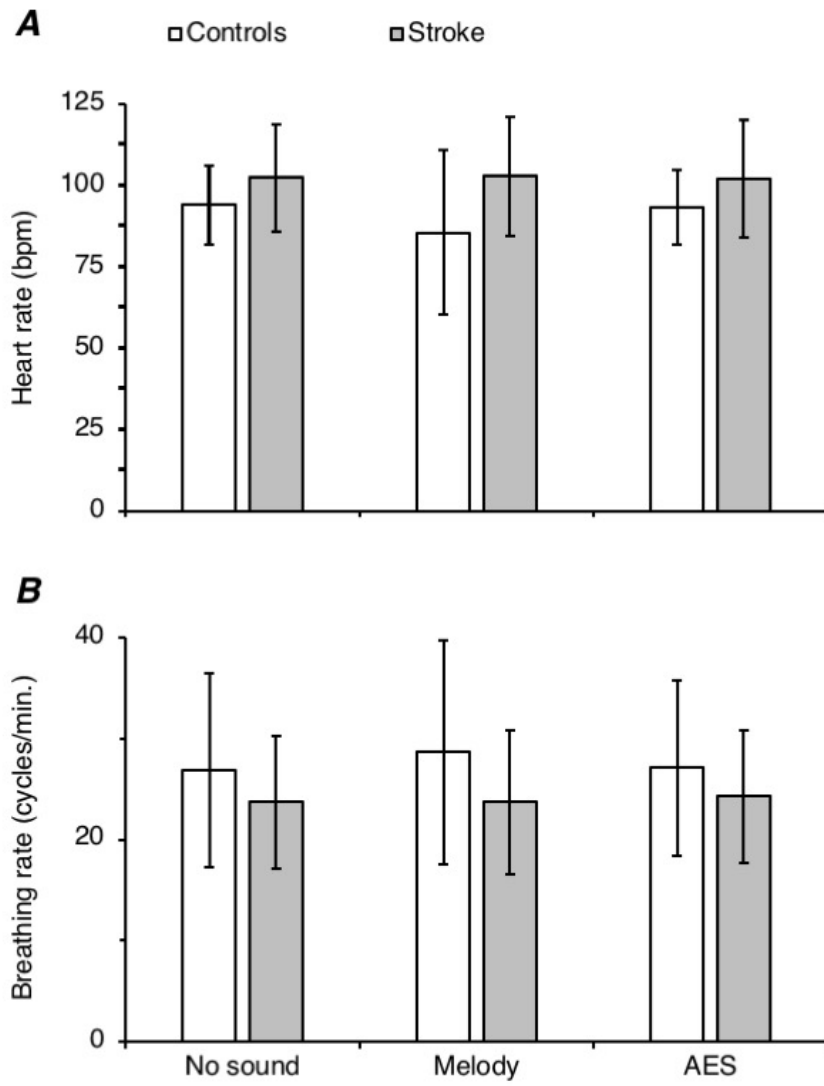 A
Controls Stroke
125
100
75
50
25
0
Heart rate (bpm)
B
40
20
0
Breathing rate (cycles/min.)
No sound Melody AES